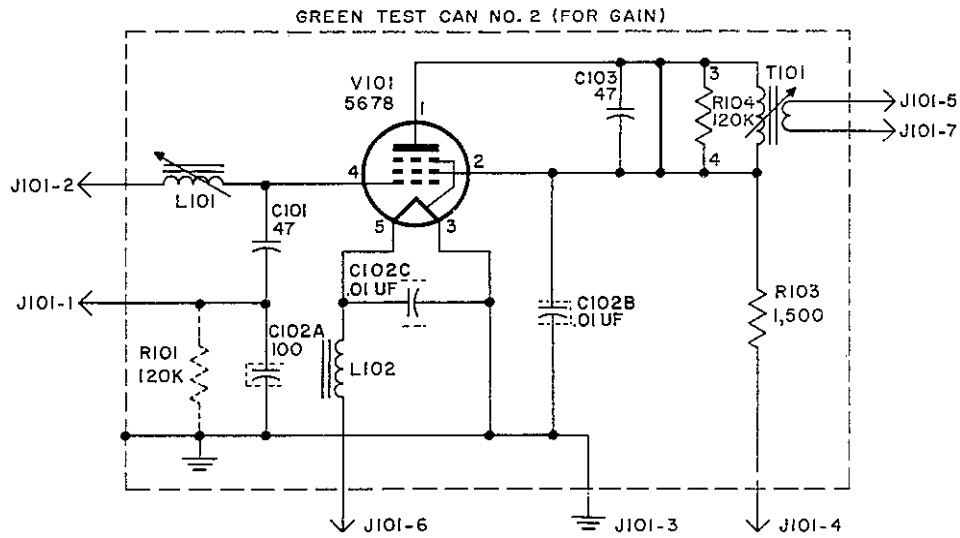 GREEN TEST CAN NO. 2 (FOR GAIN)
V101
5678
1
C103
47
3
T101
R104
120K
J101-5
J101-7
4
2
4
J101-2
L101
5
3
C101
47
C102C
.01 UF
J101-1
C102B
.01 UF
R103
1,500
C102A
100
R101
120K
L102
J101-6
J101-3
J101-4